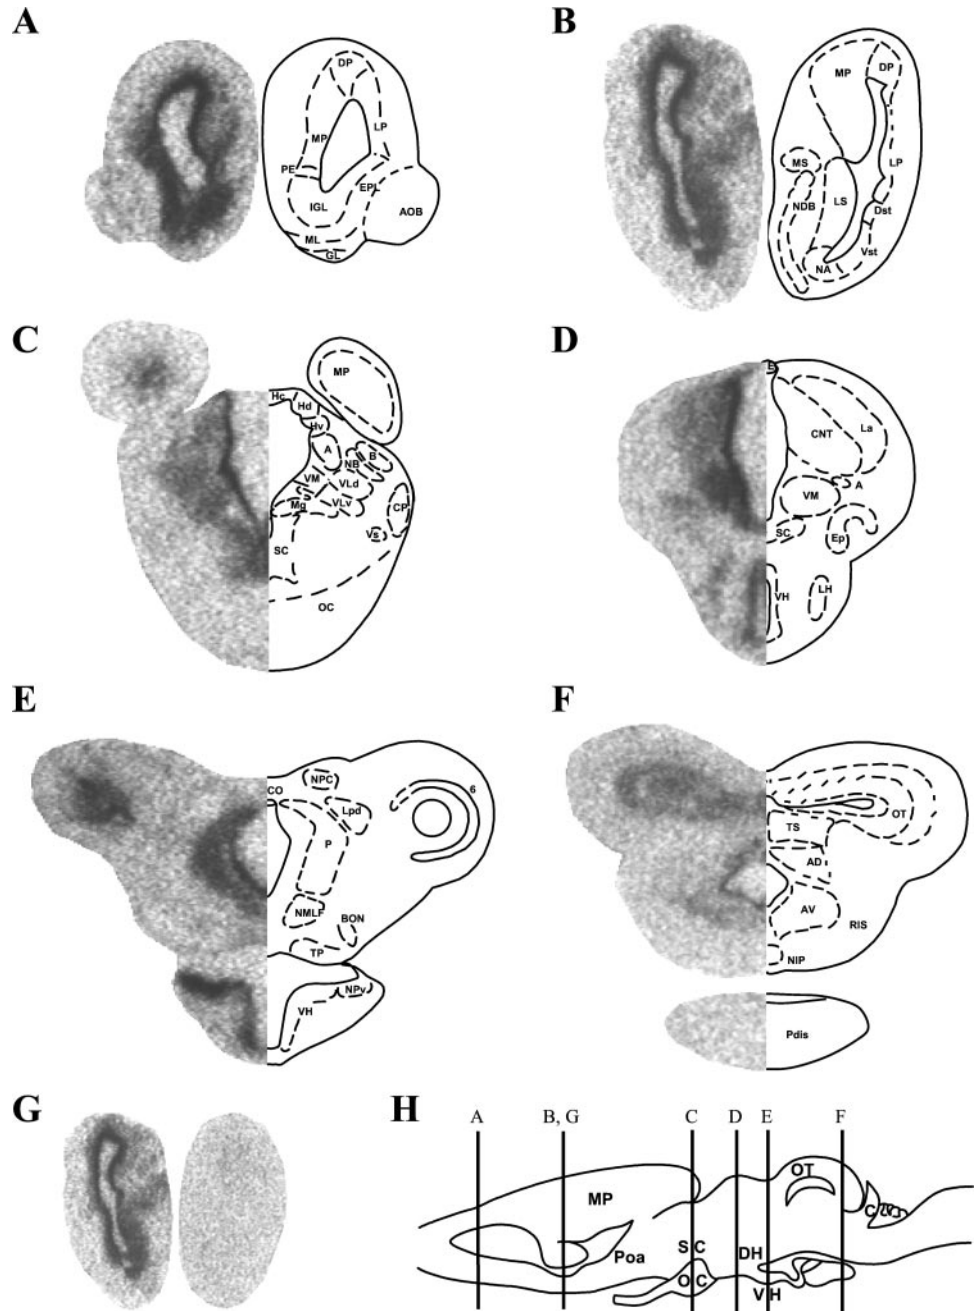 A
DP
MP
LP
PE
EPL
IGL
AOB
ML
GL
B
MP
DP
MS
LP
NDB
LS
Dst
Vst
NA
C
MP
Hc
Hd
Hv
A
B
NB
VM
VLd
Mg
VLv
CP
Vs
SC
OC
D
E
La
CNT
A
VM
SC
Ep
VH
LH
E
NPC
CO
6
Lpd
P
NMLF
BON
TP
NPv
VH
F
OT
TS
AD
AV
RIS
NIP
Pdis
G
H
A B, G C D E F
OT
MP
C
S C
Poa
DH
O C
V H